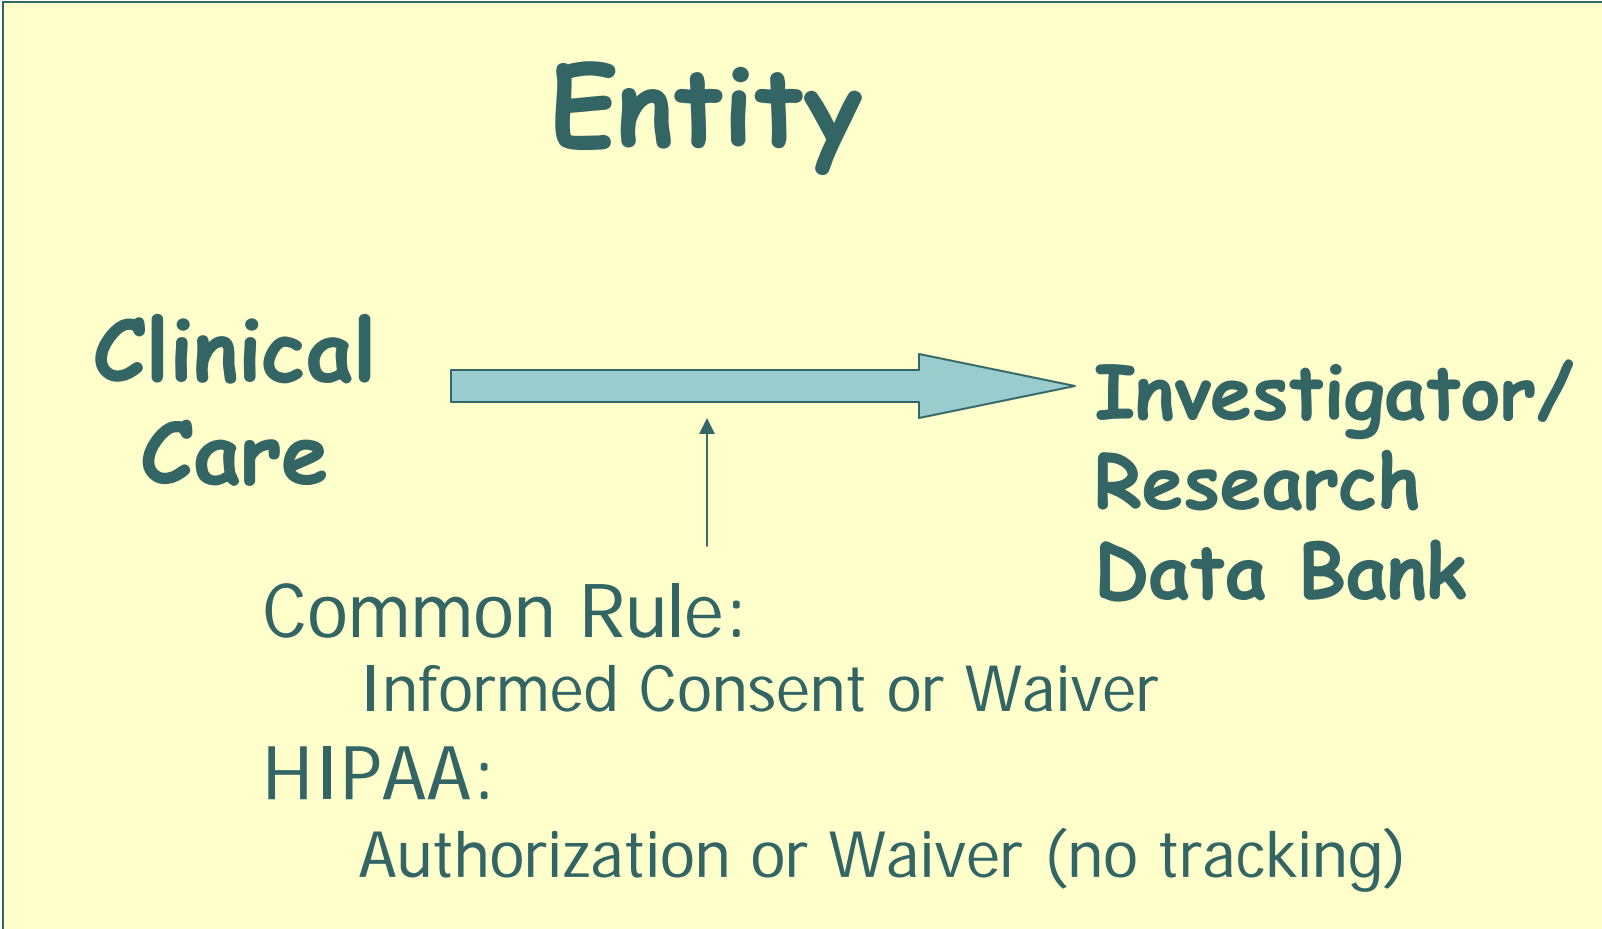 Entity
Clinical
Care
Investigator/
Research
Data Bank
Common Rule:
Informed Consent or Waiver
HIPAA:
Authorization or Waiver (no tracking)